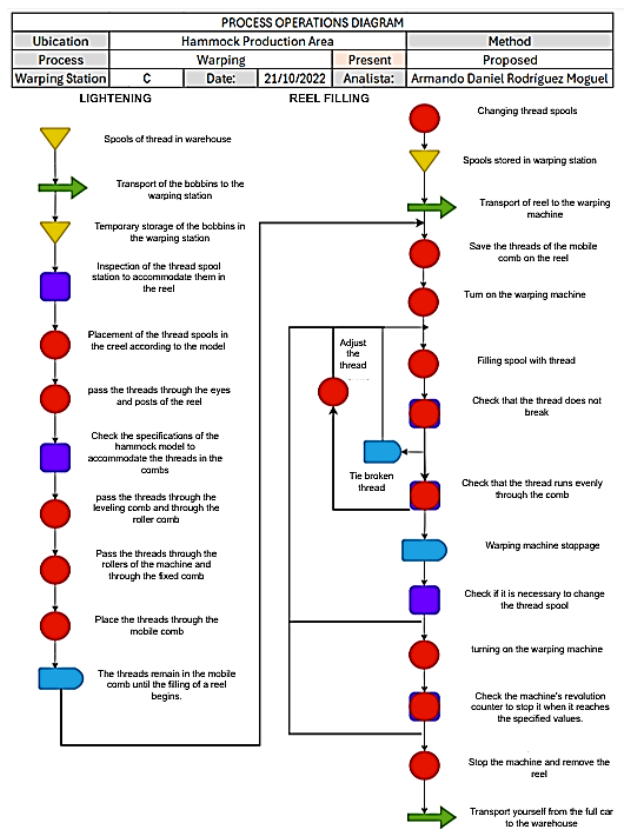 PROCESS OPERATIONS DIAGRAM
Ubication Hammock Production Area Method
Process Warping Present Proposed
Warping Station C Date: 21/10/2022 Analista: Armando Daniel Rodríguez Moguel
LIGHTENING
Spools of thread in warehouse
Transport of the bobbins to the
warping station
Temporary storage of the bobbins in
the warping station
Inspection of the thread spool
station to accommodate them in
the reel
Placement of the thread spools in
the creel according to the model
pass the threads through the eyes
and posts of the reel
Check the specifications of the
hammock model to
accommodate the threads in the
combs
pass the threads through the
leveling comb and through the
roller comb
Pass the threads through the
rollers of the machine and
through the fixed comb
Place the threads through the
mobile comb
The threads remain in the mobile
comb until the filling of a reel
begins.
REEL FILLING
Changing thread spools
Spools stored in warping station
Transport of reel to the warping
machine
Save the threads of the mobile
comb on the reel
Turn on the warping machine
Adjust
the
thread
Filling spool with thread
Check that the thread does not
break
Tie broken
thread
Check that the thread runs evenly
through the comb
Warping machine stoppage
Check if it is necessary to change
the thread spool
turning on the warping machine
Check the machine's revolution
counter to stop it when it reaches
the specified values.
Stop the machine and remove the
reel
Transport yourself from the full car
to the warehouse